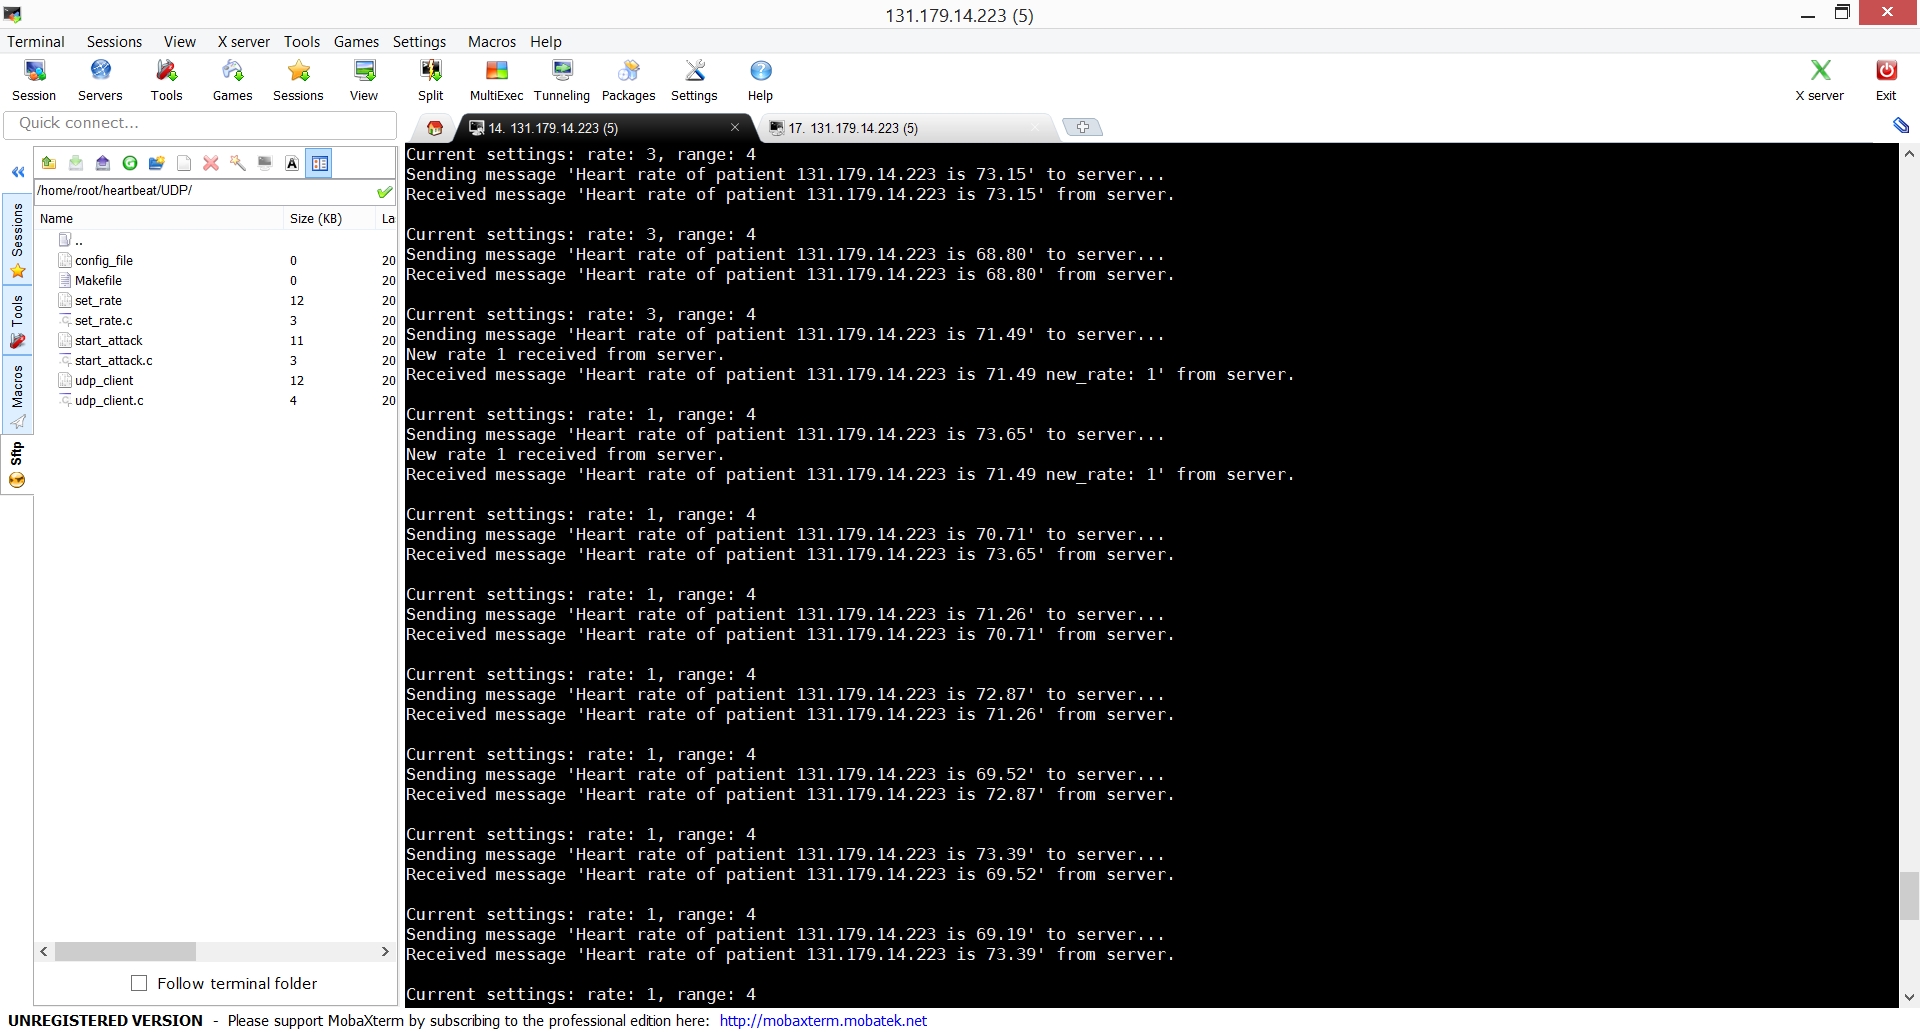 131.179.14.223 (5)
Terminal Sessions View X server Tools Games Settings Macros Help
Session Servers Tools Games Sessions View Split MultiExec Tunneling Packages Settings Help X server Exit
Quick connect...
14. 131.179.14.223 (5)
17. 131.179.14.223 (5)
/home/root/heartbeat/UDP/
Name Size (KB) La
..
config_file 0 20
Makefile 0 20
set_rate 12 20
set_rate.c 3 20
start_attack 11 20
start_attack.c 3 20
udp_client 12 20
udp_client.c 4 20
Sessions
Tools
Macros
Sftp
Follow terminal folder
Current settings: rate: 3, range: 4
Sending message 'Heart rate of patient 131.179.14.223 is 73.15' to server...
Received message 'Heart rate of patient 131.179.14.223 is 73.15' from server.
Current settings: rate: 3, range: 4
Sending message 'Heart rate of patient 131.179.14.223 is 68.80' to server...
Received message 'Heart rate of patient 131.179.14.223 is 68.80' from server.
Current settings: rate: 3, range: 4
Sending message 'Heart rate of patient 131.179.14.223 is 71.49' to server...
New rate 1 received from server.
Received message 'Heart rate of patient 131.179.14.223 is 71.49 new_rate: 1' from server.
Current settings: rate: 1, range: 4
Sending message 'Heart rate of patient 131.179.14.223 is 73.65' to server...
New rate 1 received from server.
Received message 'Heart rate of patient 131.179.14.223 is 71.49 new_rate: 1' from server.
Current settings: rate: 1, range: 4
Sending message 'Heart rate of patient 131.179.14.223 is 70.71' to server...
Received message 'Heart rate of patient 131.179.14.223 is 73.65' from server.
Current settings: rate: 1, range: 4
Sending message 'Heart rate of patient 131.179.14.223 is 71.26' to server...
Received message 'Heart rate of patient 131.179.14.223 is 70.71' from server.
Current settings: rate: 1, range: 4
Sending message 'Heart rate of patient 131.179.14.223 is 72.87' to server...
Received message 'Heart rate of patient 131.179.14.223 is 71.26' from server.
Current settings: rate: 1, range: 4
Sending message 'Heart rate of patient 131.179.14.223 is 69.52' to server...
Received message 'Heart rate of patient 131.179.14.223 is 72.87' from server.
Current settings: rate: 1, range: 4
Sending message 'Heart rate of patient 131.179.14.223 is 73.39' to server...
Received message 'Heart rate of patient 131.179.14.223 is 69.52' from server.
Current settings: rate: 1, range: 4
Sending message 'Heart rate of patient 131.179.14.223 is 69.19' to server...
Received message 'Heart rate of patient 131.179.14.223 is 73.39' from server.
Current settings: rate: 1, range: 4
UNREGISTERED VERSION - Please support MobaXterm by subscribing to the professional edition here: http://mobaxterm.mobatek.net